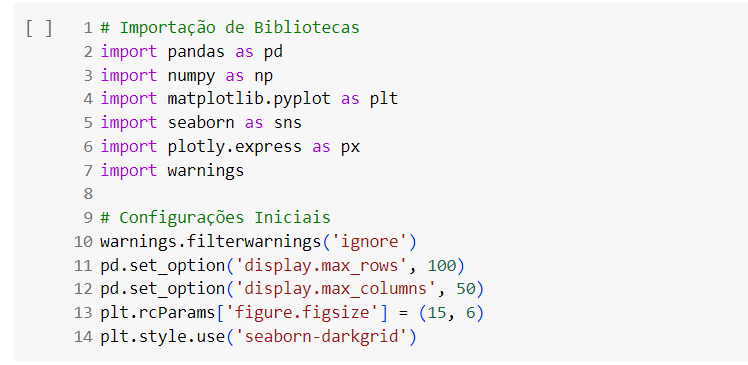 [ ] 1 # Importação de Bibliotecas
2 import pandas as pd
3 import numpy as np
4 import matplotlib.pyplot as plt
5 import seaborn as sns
6 import plotly.express as px
7 import warnings
8
9 # Configurações Iniciais
10 warnings.filterwarnings('ignore')
11 pd.set_option('display.max_rows', 100)
12 pd.set_option('display.max_columns', 50)
13 plt.rcParams['figure.figsize'] = (15, 6)
14 plt.style.use('seaborn-darkgrid')